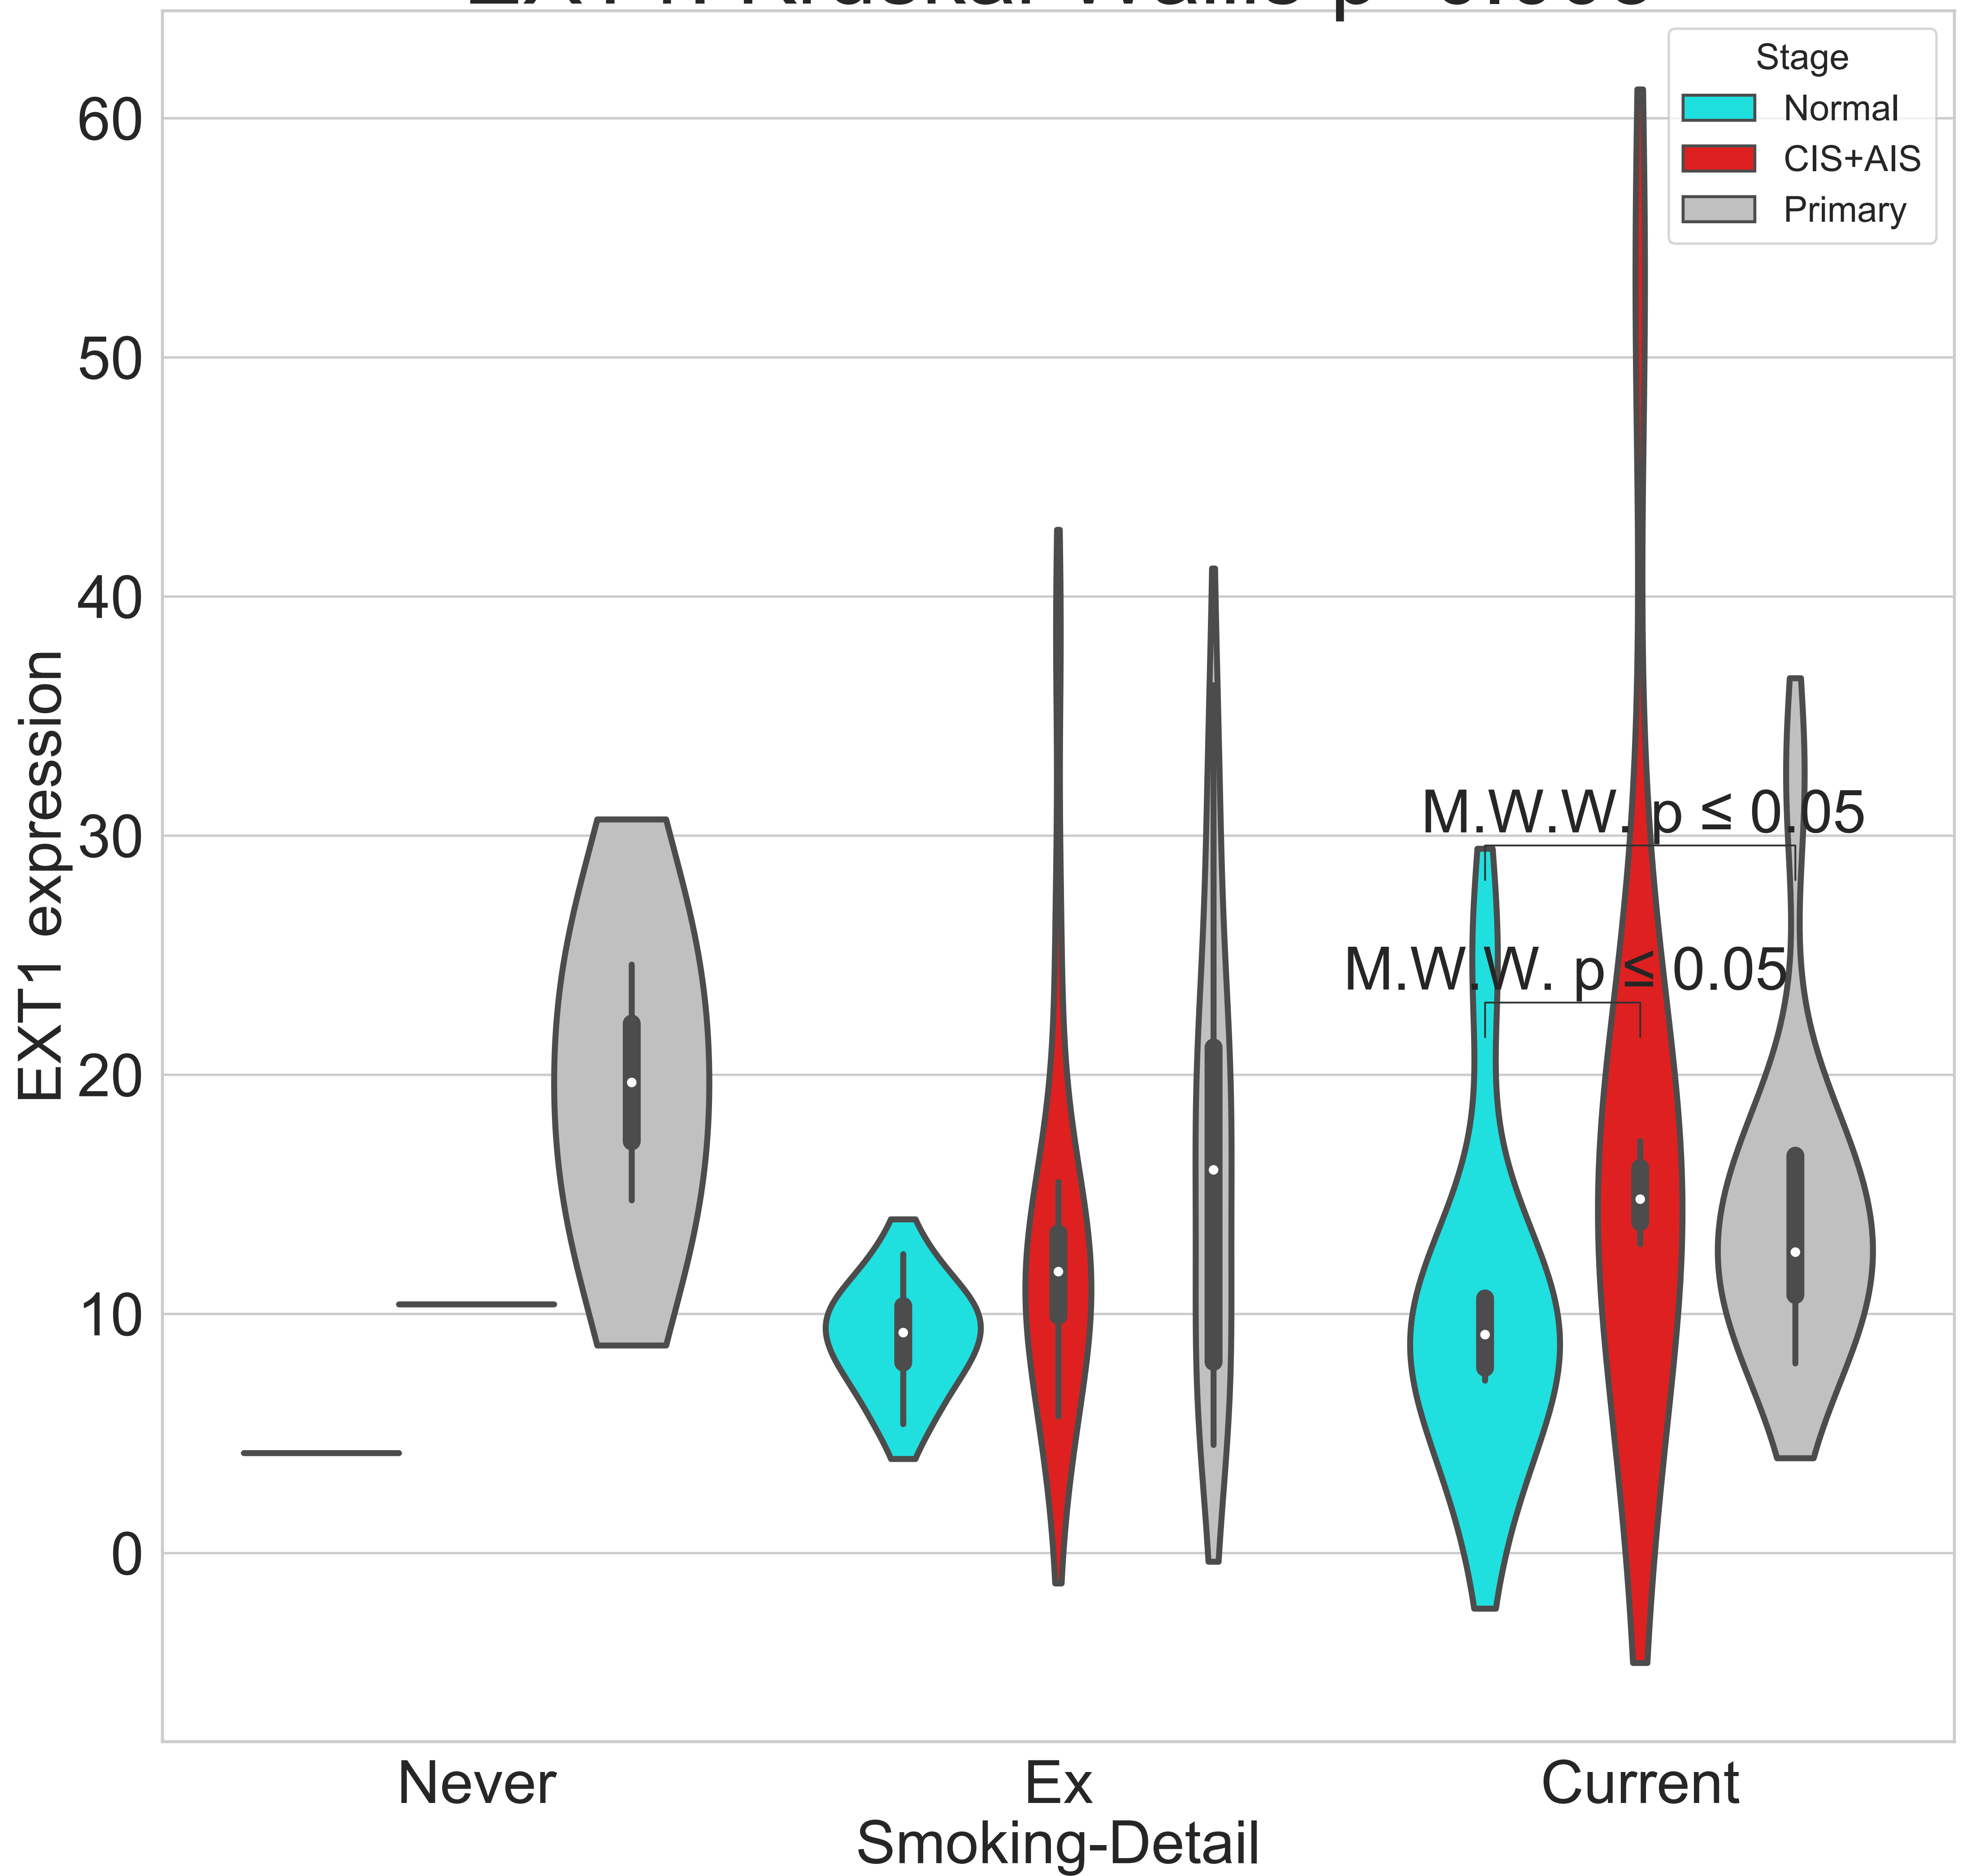 Stage
Normal
CIS+AIS
Primary
60
50
40
30
20
10
0
EXT1 expression
M.W.W. p ≤ 0.05
M.W.W. p ≤ 0.05
Never
Ex
Current
Smoking-Detail